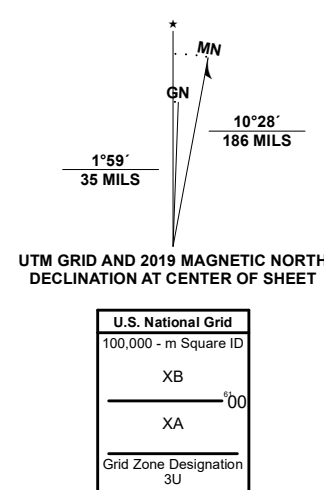 ★
MN
GN
10°28´
186 MILS
1°59´
35 MILS
UTM GRID AND 2019 MAGNETIC NORTH
DECLINATION AT CENTER OF SHEET
U.S. National Grid
100,000 - m Square ID
XB
6100
XA
Grid Zone Designation
3U